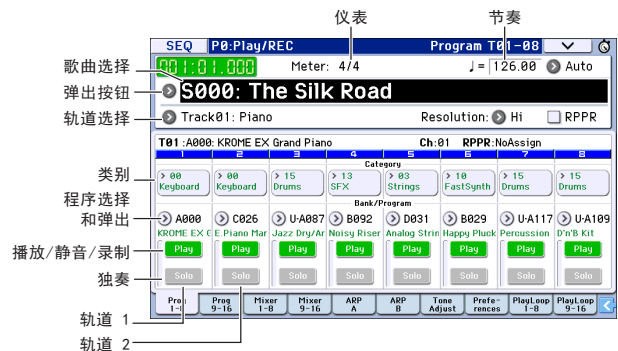 仪表 节奏
SEQ P0:Play/REC Program T01-08
001:01.000 Meter: 4/4 ♩= 126.00 Auto
歌曲选择
弹出按钮
S000: The Silk Road
轨道选择
Track01: Piano Resolution: Hi RPPR
T01 :A000: KROME EX Grand Piano Ch:01 RPPR:NoAssign
1 2 3 4 5 6 7 8
Category
类别
> 00 > 00 > 15 > 13 > 03 > 10 > 15 > 15
Keyboard Keyboard Drums SFX Strings FastSynth Drums Drums
Bank/Program
程序选择
和弹出
A000 C026 U-A087 B092 D031 B029 U-A117 U-A109
KROME EX G E.Piano Mar Jazz Dry/Ar Noisy Riser Analog Strin Happy Pluck Percussion D'n'B Kit
播放/静音/录制
Play Play Play Play Play Play Play Play
独奏
Solo Solo Solo Solo Solo Solo Solo Solo
Prog Prog Mixer Mixer ARP ARP Tone Prefe- PlayLoop PlayLoop
1-8 9-16 1-8 9-16 A B Adjust rences 1-8 9-16
轨道 1
轨道 2